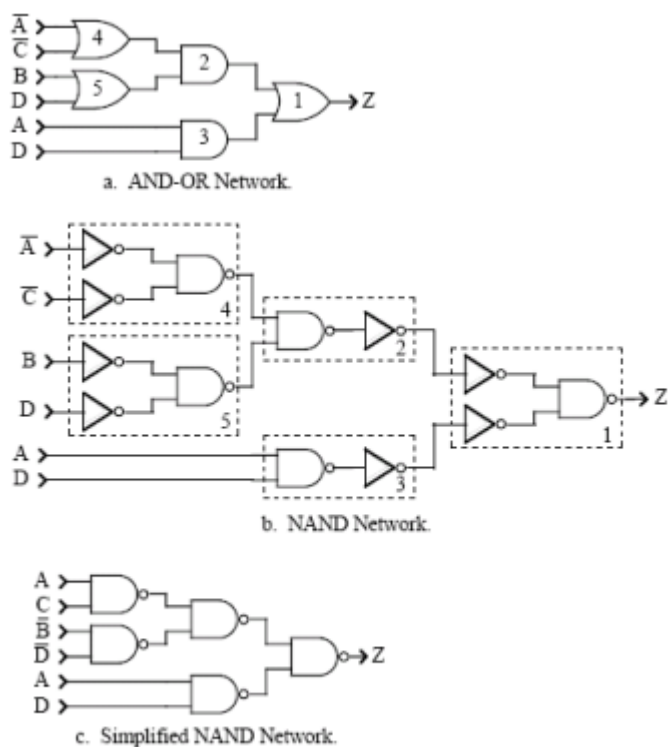 A̅
C̅
B
D
A
D
4
5
2
3
1
Z
a. AND-OR Network.
A̅
C̅
B
D
A
D
4
5
2
3
1
Z
b. NAND Network.
A
C
B̅
D̅
A
D
Z
c. Simplified NAND Network.